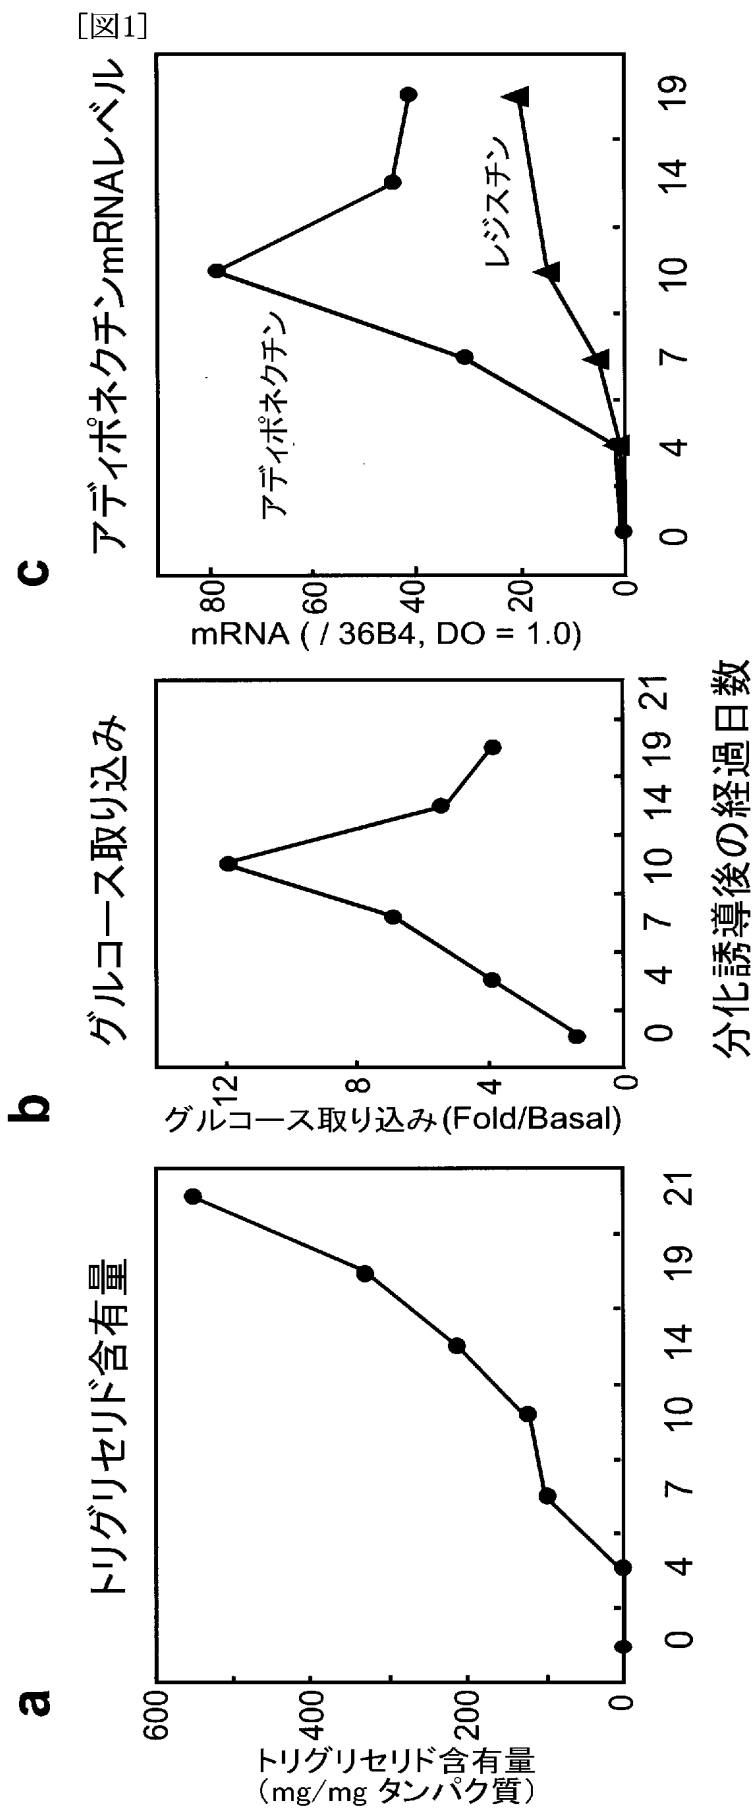 [図1]
a
トリグリセリド含有量
トリグリセリド含有量
(mg/mg タンパク質)
600
400
200
0
0 4 7 10 14 19 21
b
グルコース取り込み
グルコース取り込み(Fold/Basal)
12
8
4
0
0 4 7 10 14 19 21
分化誘導後の経過日数
c
アディポネクチンmRNAレベル
mRNA ( / 36B4, DO = 1.0)
80
60
40
20
0
アディポネクチン
レジスチン
0 4 7 10 14 19